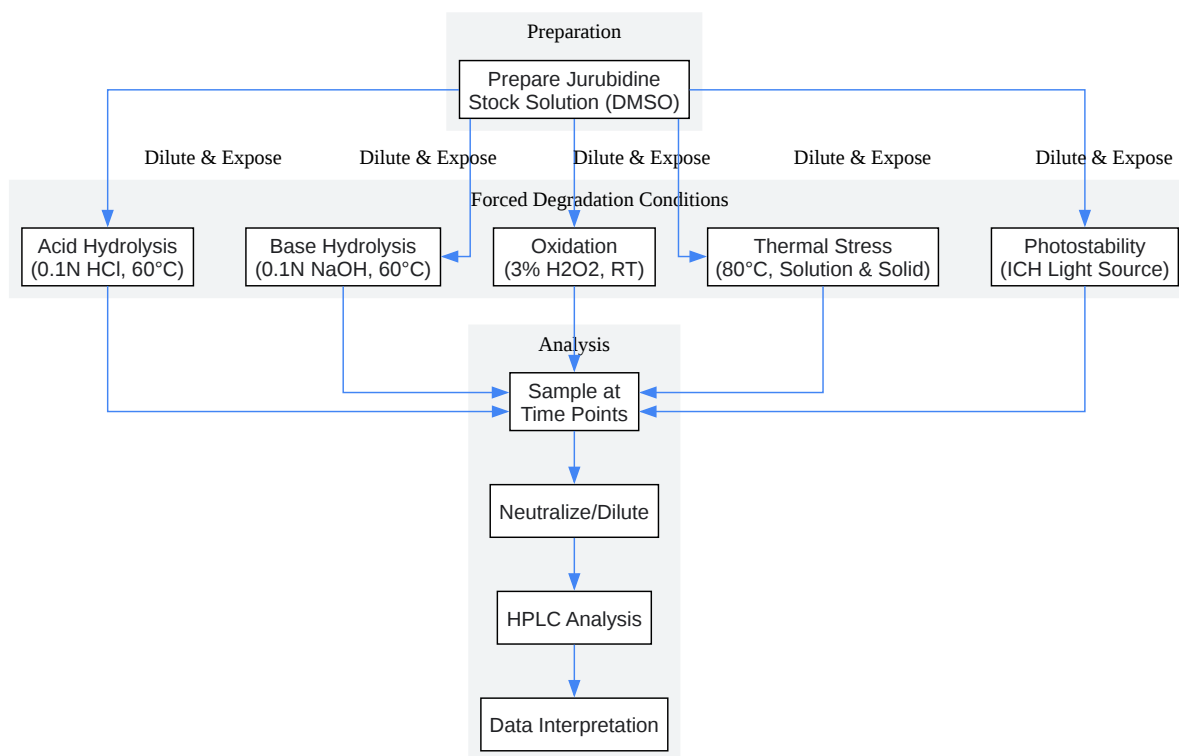 Preparation
Prepare Jurubidine
Stock Solution (DMSO)
Dilute & Expose
Dilute & Expose
Dilute & Expose
Dilute & Expose
Dilute & Expose
Forced Degradation Conditions
Acid Hydrolysis
(0.1N HCl, 60°C)
Base Hydrolysis
(0.1N NaOH, 60°C)
Oxidation
(3% H2O2, RT)
Thermal Stress
(80°C, Solution & Solid)
Photostability
(ICH Light Source)
Analysis
Sample at
Time Points
Neutralize/Dilute
HPLC Analysis
Data Interpretation